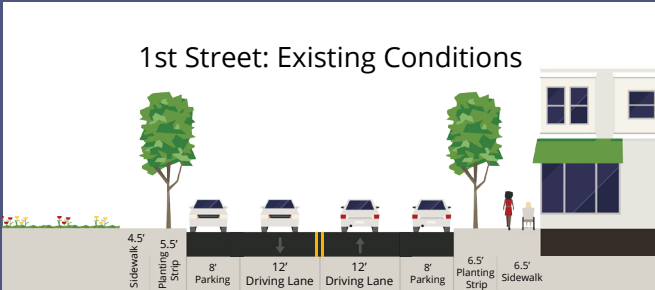 1st Street: Existing Conditions
4.5’
Sidewalk
5.5’
Planting
Strip
8’
Parking
12’
Driving Lane
12’
Driving Lane
8’
Parking
6.5’
Planting
Strip
6.5’
Sidewalk